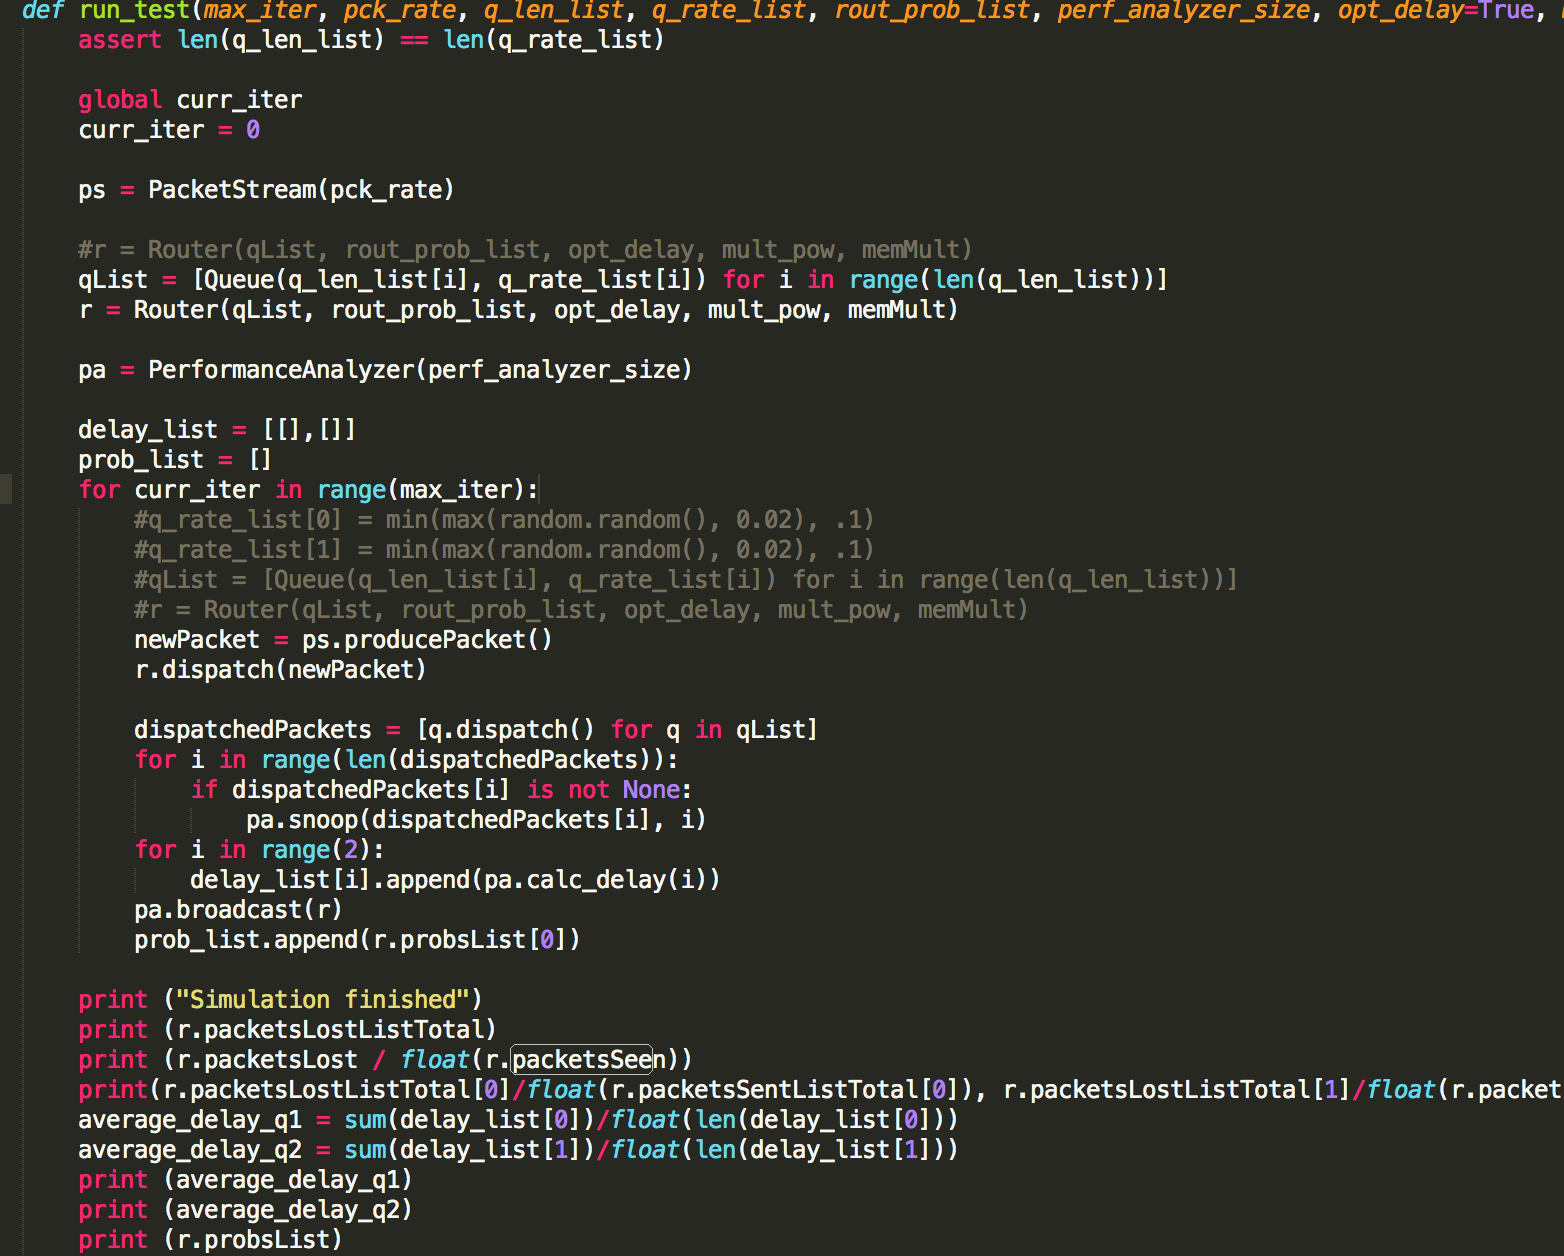 def run_test(max_iter, pck_rate, q_len_list, q_rate_list, rout_prob_list, perf_analyzer_size, opt_delay=True,
    assert len(q_len_list) == len(q_rate_list)
    global curr_iter
    curr_iter = 0
    ps = PacketStream(pck_rate)
    #r = Router(qList, rout_prob_list, opt_delay, mult_pow, memMult)
    qList = [Queue(q_len_list[i], q_rate_list[i]) for i in range(len(q_len_list))]
    r = Router(qList, rout_prob_list, opt_delay, mult_pow, memMult)
    pa = PerformanceAnalyzer(perf_analyzer_size)
    delay_list = [[],[]]
    prob_list = []
    for curr_iter in range(max_iter):
        #q_rate_list[0] = min(max(random.random(), 0.02), .1)
        #q_rate_list[1] = min(max(random.random(), 0.02), .1)
        #qList = [Queue(q_len_list[i], q_rate_list[i]) for i in range(len(q_len_list))]
        #r = Router(qList, rout_prob_list, opt_delay, mult_pow, memMult)
        newPacket = ps.producePacket()
        r.dispatch(newPacket)
        dispatchedPackets = [q.dispatch() for q in qList]
        for i in range(len(dispatchedPackets)):
            if dispatchedPackets[i] is not None:
                pa.snoop(dispatchedPackets[i], i)
        for i in range(2):
            delay_list[i].append(pa.calc_delay(i))
        pa.broadcast(r)
        prob_list.append(r.probsList[0])
    print ("Simulation finished")
    print (r.packetsLostListTotal)
    print (r.packetsLost / float(r.packetsSeen))
    print(r.packetsLostListTotal[0]/float(r.packetsSentListTotal[0]), r.packetsLostListTotal[1]/float(r.packet
    average_delay_q1 = sum(delay_list[0])/float(len(delay_list[0]))
    average_delay_q2 = sum(delay_list[1])/float(len(delay_list[1]))
    print (average_delay_q1)
    print (average_delay_q2)
    print (r.probsList)